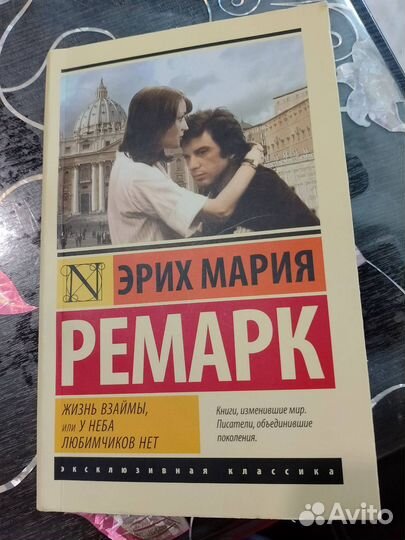 N
ЭРИХ МАРИЯ
РЕМАРК
ЖИЗНЬ ВЗАЙМЫ,
ИЛИ У НЕБА
ЛЮБИМЧИКОВ НЕТ
Книги, изменившие мир.
Писатели, объединившие
поколения.
эксклюзивная классика
Avito